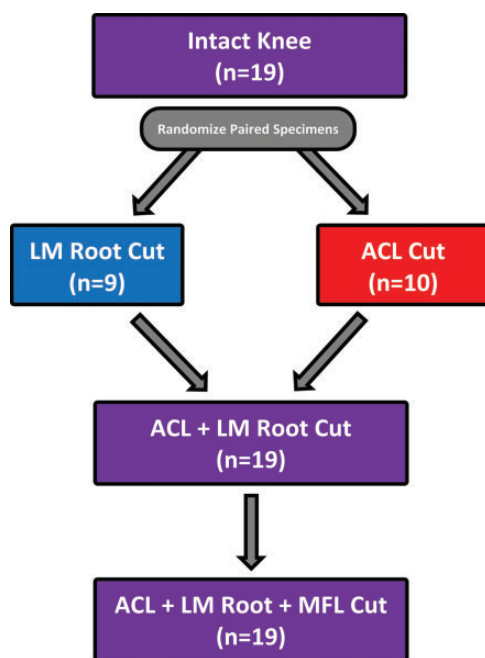 Intact Knee
(n=19)
Randomize Paired Specimens
LM Root Cut
(n=9)
ACL Cut
(n=10)
ACL + LM Root Cut
(n=19)
ACL + LM Root + MFL Cut
(n=19)